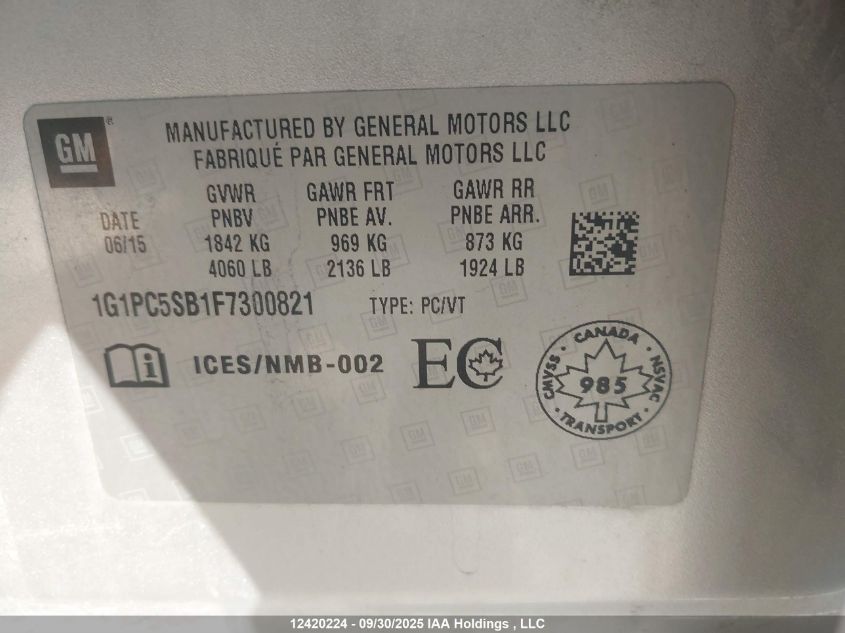 GM ®
MANUFACTURED BY GENERAL MOTORS LLC
FABRIQUÉ PAR GENERAL MOTORS LLC
DATE
06/15
GVWR
PNBV
1842 KG
4060 LB
GAWR FRT
PNBE AV.
969 KG
2136 LB
GAWR RR
PNBE ARR.
873 KG
1924 LB
1G1PC5SB1F7300821 TYPE: PC/VT
i ICES/NMB-002 EC
• CANADA •
CMVSS 985 NSVAC
• TRANSPORT •
12420224 - 09/30/2025 IAA Holdings , LLC